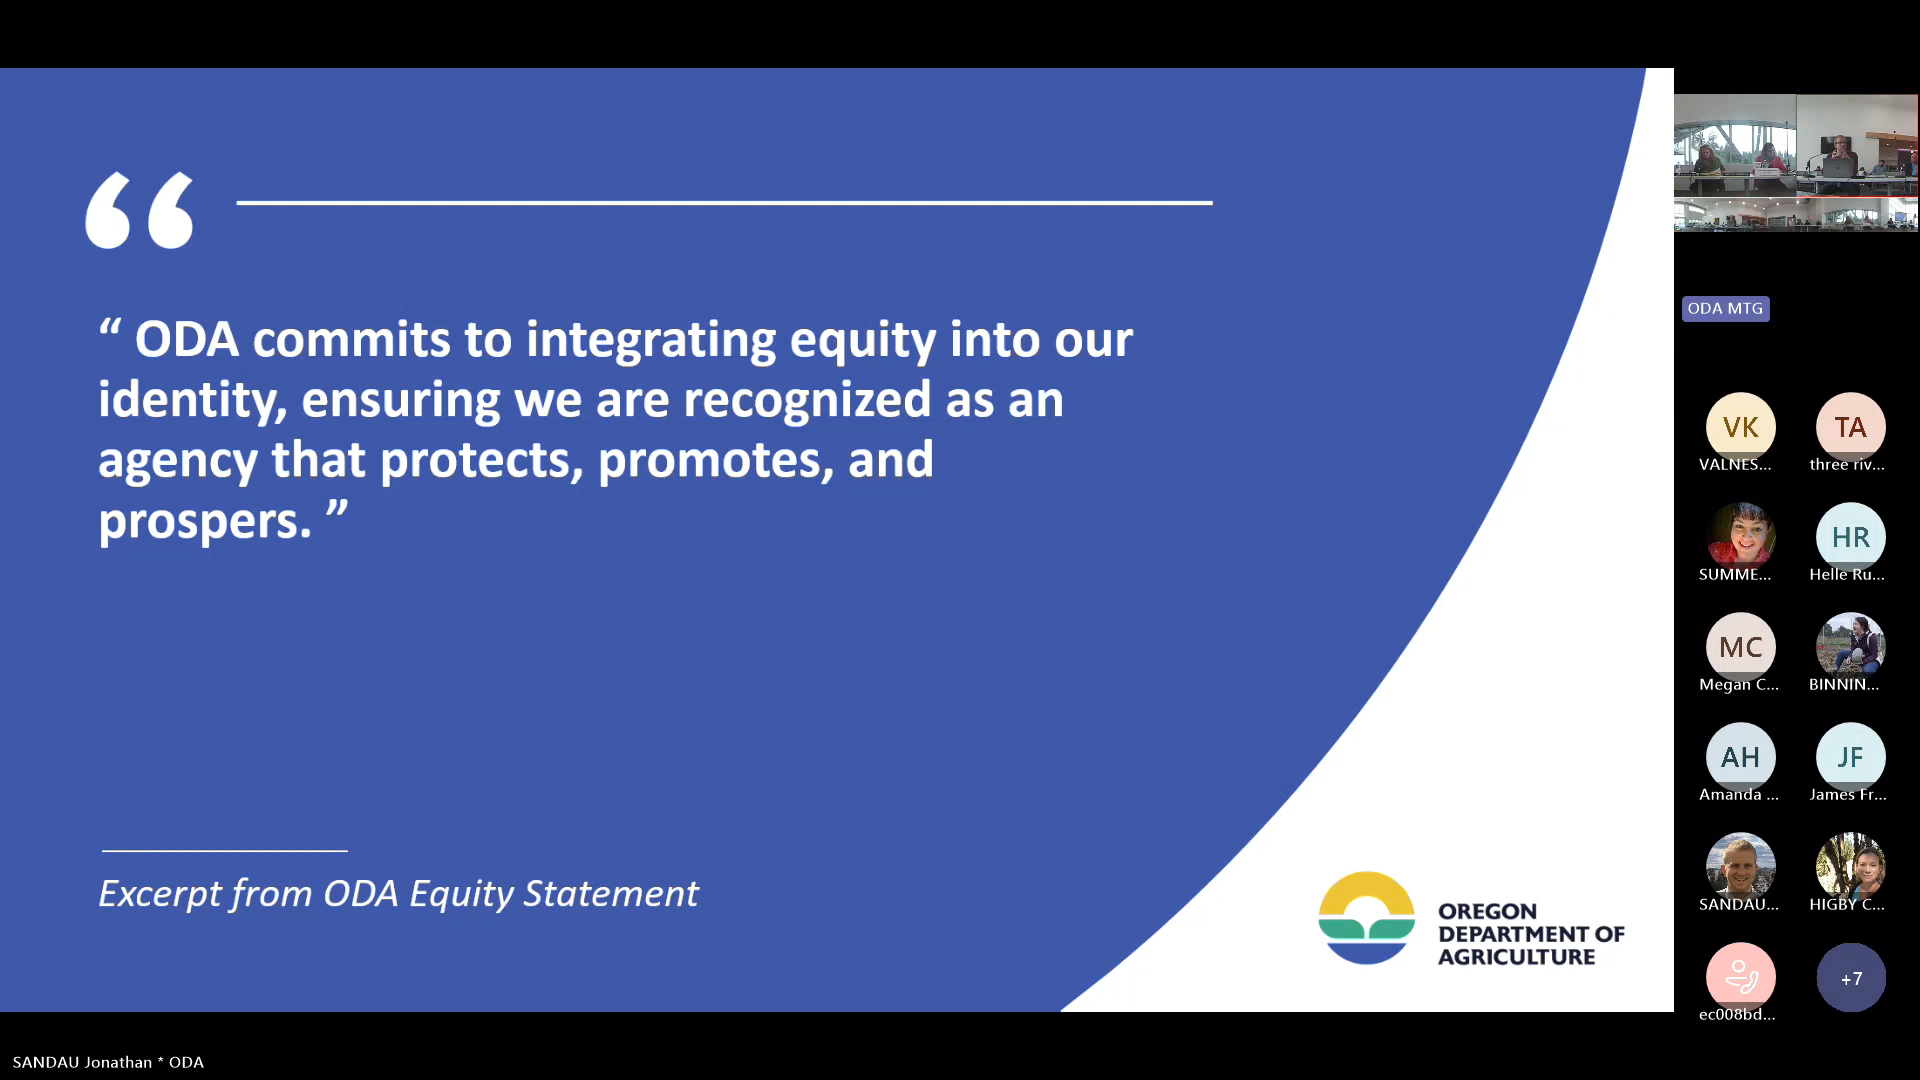 “ ODA commits to integrating equity into our
identity, ensuring we are recognized as an
agency that protects, promotes, and
prospers. ”
Excerpt from ODA Equity Statement
OREGON
DEPARTMENT OF
AGRICULTURE
ODA MTG
VK
TA
VALNES...
three riv...
HR
SUMME...
Helle Ru...
MC
Megan C...
BINNIN...
AH
JF
Amanda ...
James Fr...
SANDAU...
HIGBY C...
+7
ec008bd...
SANDAU Jonathan * ODA